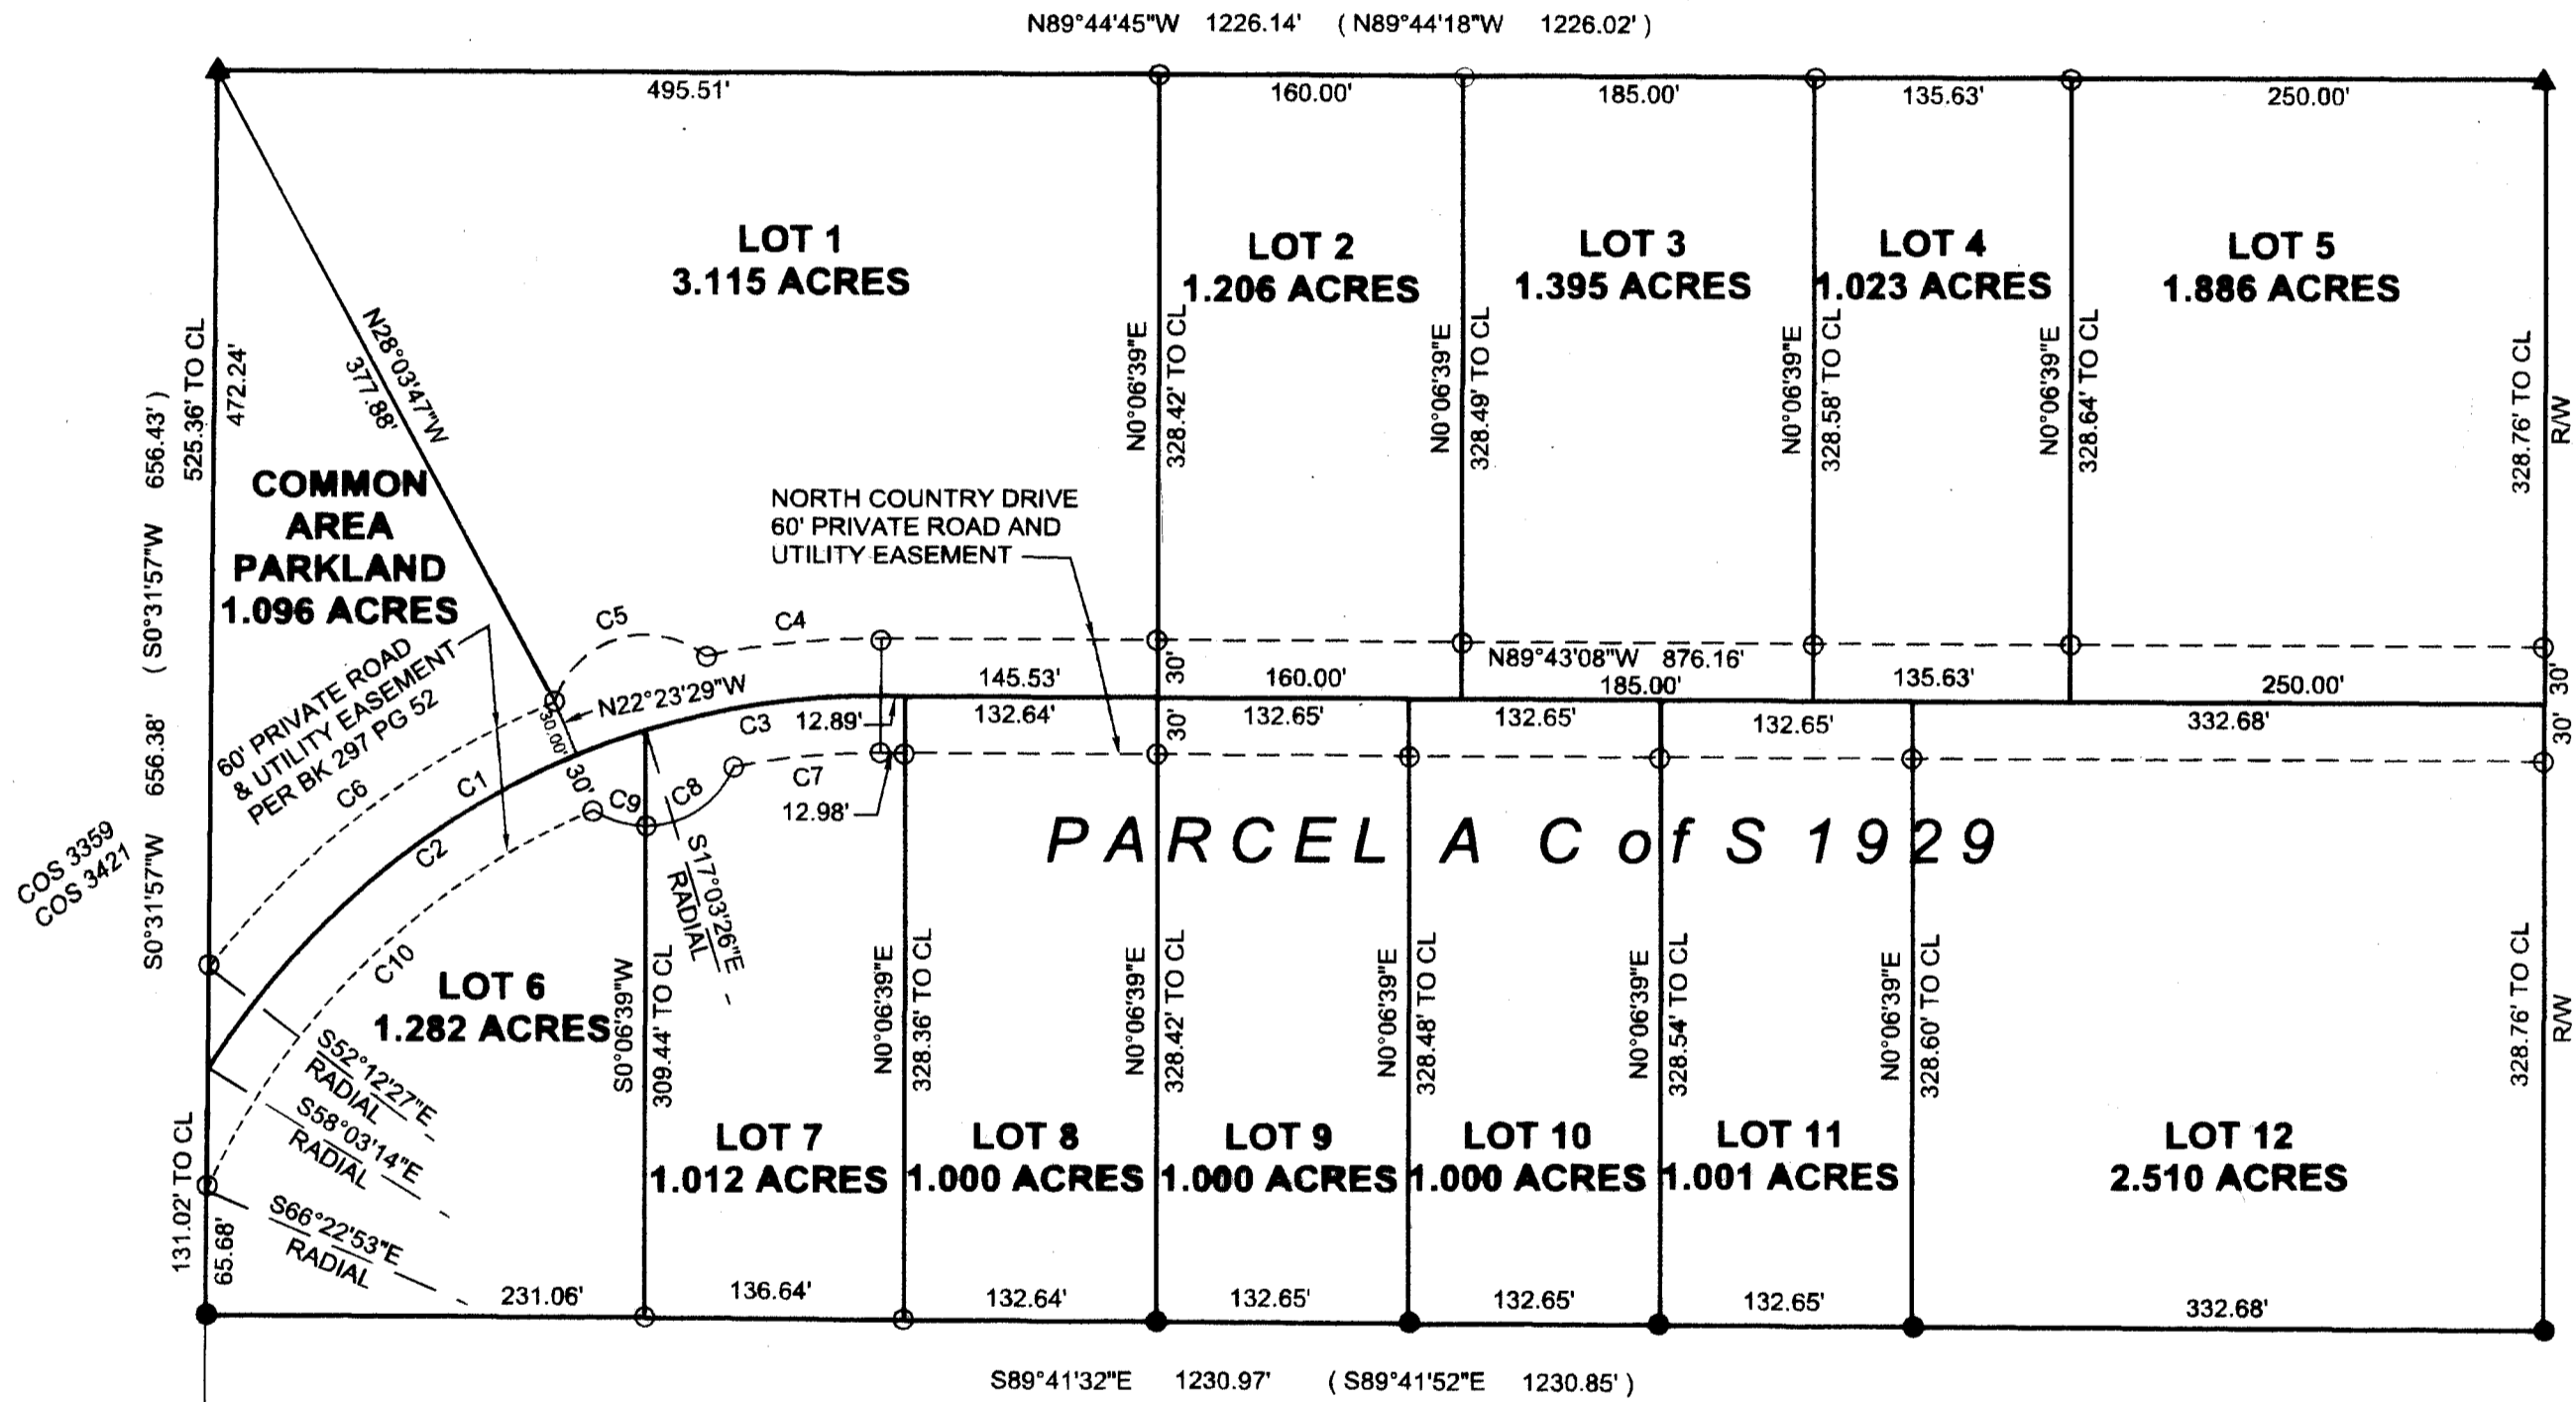 N89°44'45"W 1226.14' ( N89°44'18"W 1226.02' )
495.51'
160.00'
185.00'
135.63'
250.00'
LOT 1
3.115 ACRES
LOT 2
1.206 ACRES
LOT 3
1.395 ACRES
LOT 4
1.023 ACRES
LOT 5
1.886 ACRES
N28°03'47"W
377.88'
525.36' TO CL
472.24'
S0°31'57"W 656.38' ( S0°31'57"W 656.43' )
N0°06'39"E
328.42' TO CL
N0°06'39"E
328.49' TO CL
N0°06'39"E
328.58' TO CL
N0°06'39"E
328.64' TO CL
328.76' TO CL
R/W
COMMON
AREA
PARKLAND
1.096 ACRES
NORTH COUNTRY DRIVE
60' PRIVATE ROAD AND
UTILITY EASEMENT
60' PRIVATE ROAD
& UTILITY EASEMENT
PER BK 297 PG 52
C5
C4
N22°23'29"W
30.00'
30'
145.53'
30'
160.00'
N89°43'08"W 876.16'
185.00'
135.63'
250.00'
30'
C3
12.89'
132.64'
30'
132.65'
132.65'
132.65'
332.68'
30'
C6
C1
C2
C9
C8
C7
12.98'
C10
COS 3359
COS 3421
PARCEL A C of S 1929
S17°03'26"E
RADIAL
LOT 6
1.282 ACRES
S0°06'39"W
309.44' TO CL
N0°06'39"E
328.36' TO CL
N0°06'39"E
328.42' TO CL
N0°06'39"E
328.48' TO CL
N0°06'39"E
328.54' TO CL
N0°06'39"E
328.60' TO CL
328.76' TO CL
R/W
S52°12'27"E
RADIAL
S58°03'14"E
RADIAL
S66°22'53"E
RADIAL
131.02' TO CL
65.68'
LOT 7
1.012 ACRES
LOT 8
1.000 ACRES
LOT 9
1.000 ACRES
LOT 10
1.000 ACRES
LOT 11
1.001 ACRES
LOT 12
2.510 ACRES
231.06'
136.64'
132.64'
132.65'
132.65'
132.65'
332.68'
S89°41'32"E 1230.97' ( S89°41'52"E 1230.85' )